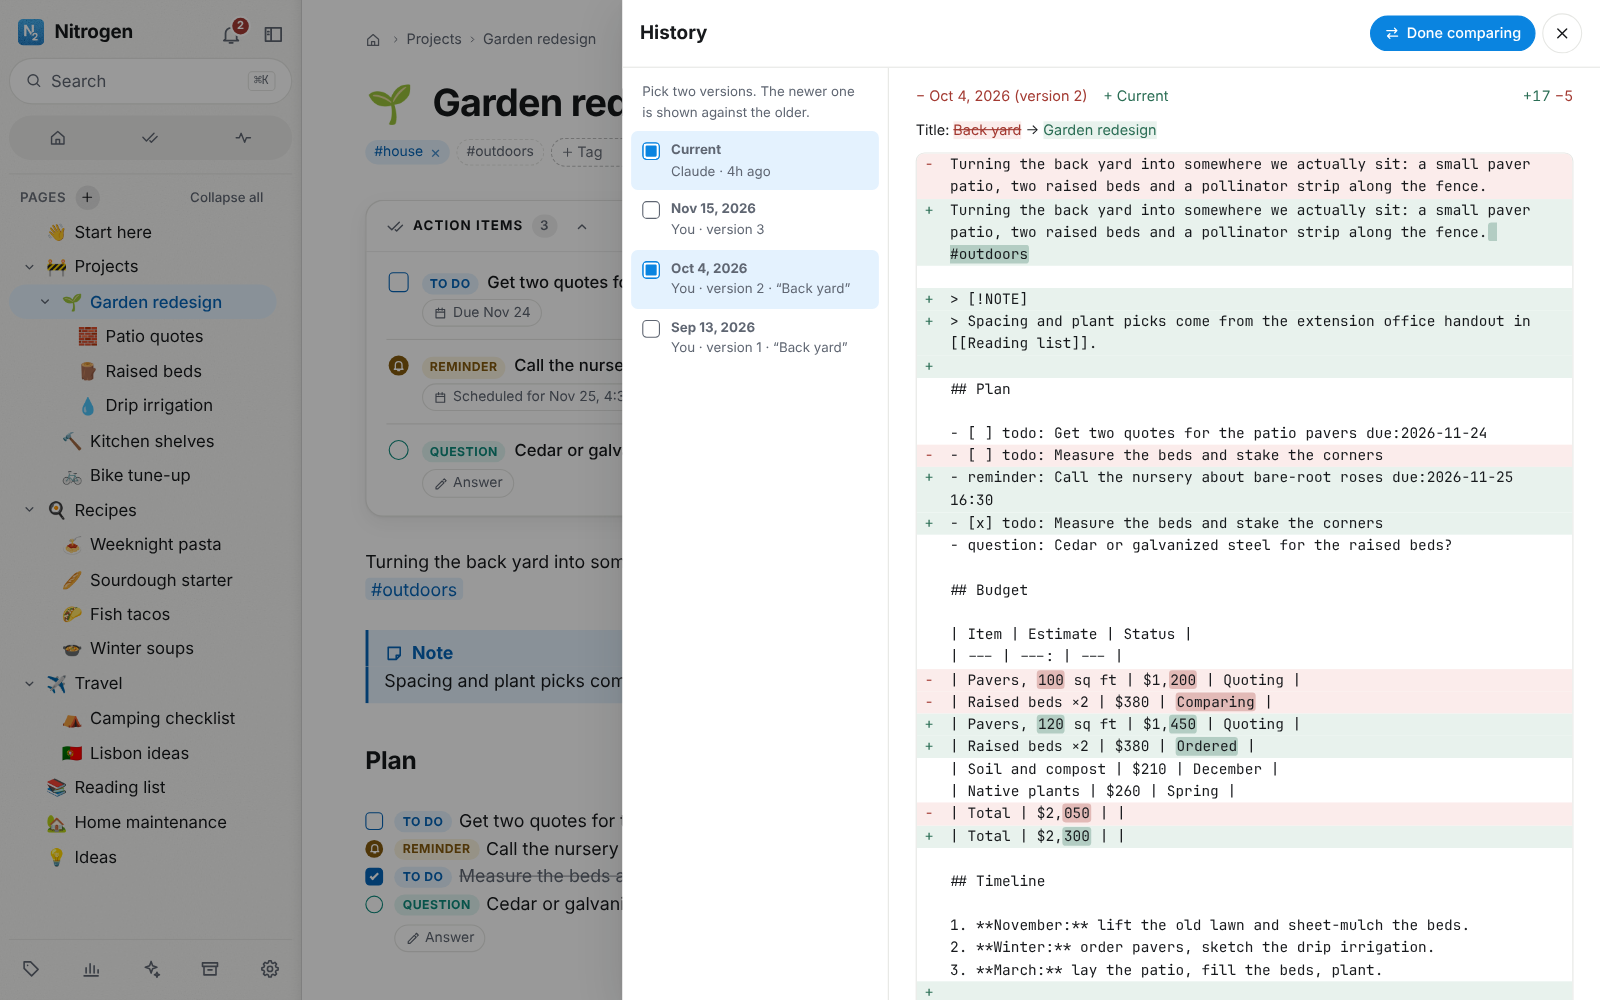 N2 Nitrogen 2
Search ⌘K
PAGES + Collapse all
👋 Start here
🚧 Projects
🌱 Garden redesign
🧱 Patio quotes
🪵 Raised beds
💧 Drip irrigation
🔨 Kitchen shelves
🚲 Bike tune-up
🍳 Recipes
🍝 Weeknight pasta
🥖 Sourdough starter
🌮 Fish tacos
🍲 Winter soups
✈️ Travel
⛺ Camping checklist
🇵🇹 Lisbon ideas
📚 Reading list
🏡 Home maintenance
💡 Ideas
Projects › Garden redesign
🌱 Garden red
#house × #outdoors + Tag
ACTION ITEMS 3
TO DO Get two quotes fo
Due Nov 24
REMINDER Call the nurse
Scheduled for Nov 25, 4:3
QUESTION Cedar or galv
Answer
Turning the back yard into som
#outdoors
Note
Spacing and plant picks com
Plan
TO DO Get two quotes for t
REMINDER Call the nursery
TO DO Measure the beds a
QUESTION Cedar or galvani
Answer
History
Done comparing
Pick two versions. The newer one
is shown against the older.
Current
Claude · 4h ago
Nov 15, 2026
You · version 3
Oct 4, 2026
You · version 2 · “Back yard”
Sep 13, 2026
You · version 1 · “Back yard”
− Oct 4, 2026 (version 2) + Current +17 −5
Title: Back yard → Garden redesign
- Turning the back yard into somewhere we actually sit: a small paver
patio, two raised beds and a pollinator strip along the fence.
+ Turning the back yard into somewhere we actually sit: a small paver
patio, two raised beds and a pollinator strip along the fence.
#outdoors
+ > [!NOTE]
+ > Spacing and plant picks come from the extension office handout in
[[Reading list]].
+
## Plan
- [ ] todo: Get two quotes for the patio pavers due:2026-11-24
- - [ ] todo: Measure the beds and stake the corners
+ - reminder: Call the nursery about bare-root roses due:2026-11-25
16:30
+ - [x] todo: Measure the beds and stake the corners
- question: Cedar or galvanized steel for the raised beds?
## Budget
| Item | Estimate | Status |
| --- | ---: | --- |
- | Pavers, 100 sq ft | $1,200 | Quoting |
- | Raised beds ×2 | $380 | Comparing |
+ | Pavers, 120 sq ft | $1,450 | Quoting |
+ | Raised beds ×2 | $380 | Ordered |
| Soil and compost | $210 | December |
| Native plants | $260 | Spring |
- | Total | $2,050 | |
+ | Total | $2,300 | |
## Timeline
1. **November:** lift the old lawn and sheet-mulch the beds.
2. **Winter:** order pavers, sketch the drip irrigation.
3. **March:** lay the patio, fill the beds, plant.
+